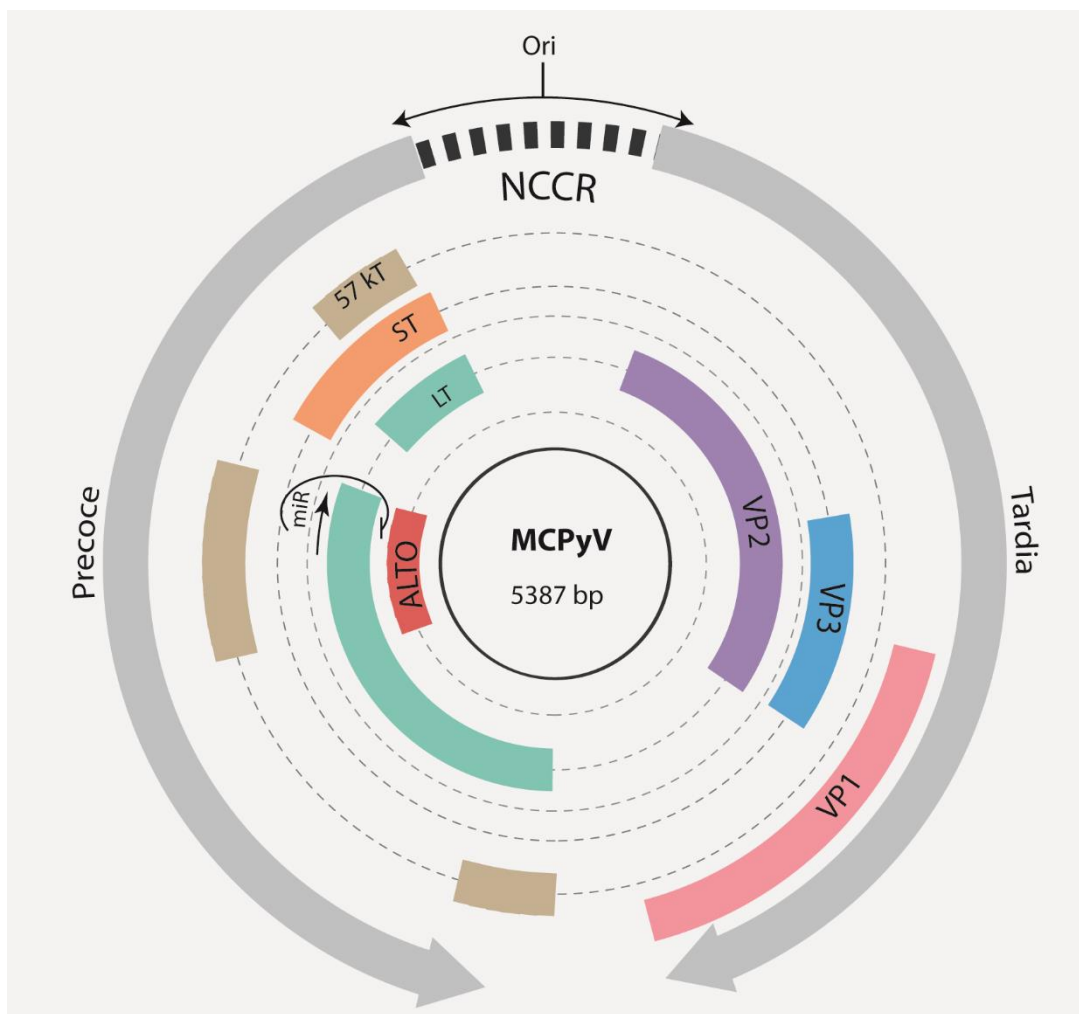 Ori
NCCR
57 kT
ST
LT
miR
ALTO
Precoce
MCPyV
5387 bp
VP2
VP3
VP1
Tardia